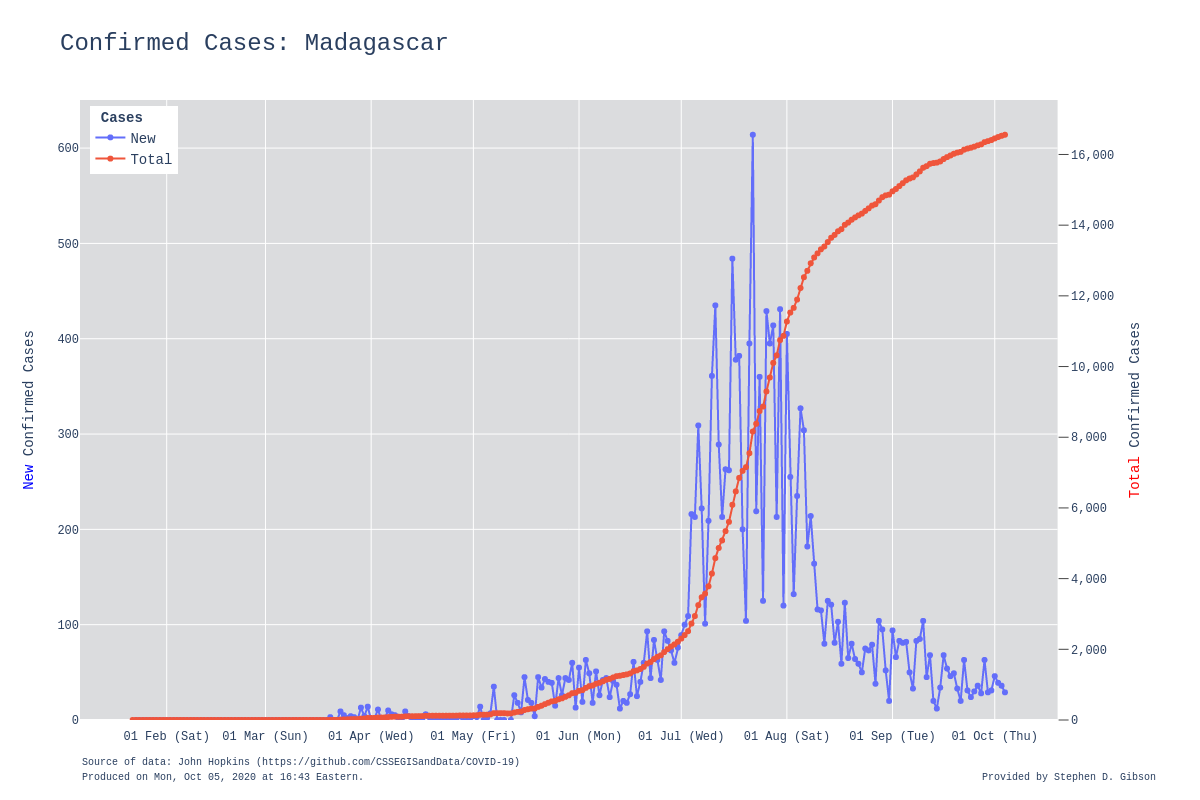 Confirmed Cases: Madagascar
Cases
New
Total
600
500
400
300
200
100
0
16,000
14,000
12,000
10,000
8,000
6,000
4,000
2,000
0
New Confirmed Cases
Total Confirmed Cases
01 Feb (Sat) 01 Mar (Sun) 01 Apr (Wed) 01 May (Fri) 01 Jun (Mon) 01 Jul (Wed) 01 Aug (Sat) 01 Sep (Tue) 01 Oct (Thu)
Source of data: John Hopkins (https://github.com/CSSEGISandData/COVID-19)
Produced on Mon, Oct 05, 2020 at 16:43 Eastern.
Provided by Stephen D. Gibson